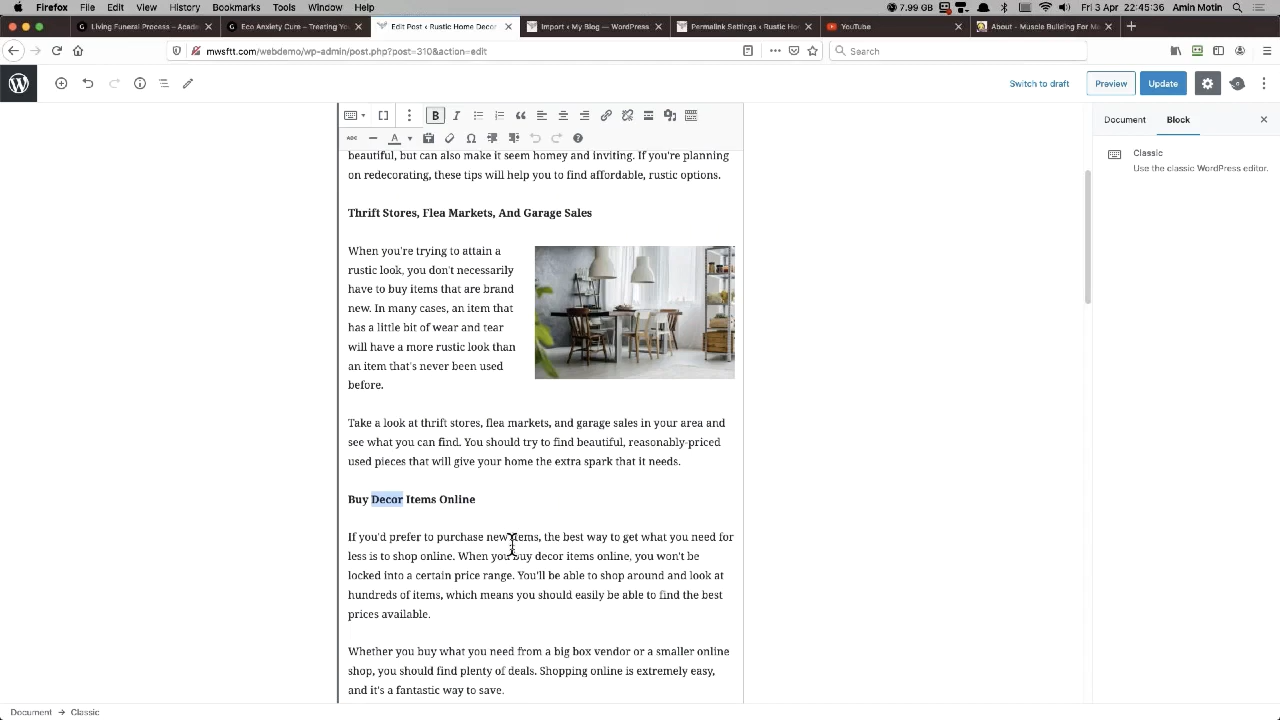 Firefox File Edit View History Bookmarks Tools Window Help 7.99 GB Fri 3 Apr 2:45:56 Amin Motin
Living Funeral Process – Acade
Eco Anxiety Cure – Treating Yo
Edit Post ‹ Rustic Home Decor
Import ‹ My Blog — WordPress
Permalink Settings ‹ Rustic Ho
YouTube
About - Muscle Building For Me
mwsftt.com/webdemo/wp-admin/post.php?post=310&action=edit
Search
Switch to draft Preview Update
Document Block
Classic
Use the classic WordPress editor.
B I
ABC A
beautiful, but can also make it seem homey and inviting. If you're planning
on redecorating, these tips will help you to find affordable, rustic options.
Thrift Stores, Flea Markets, And Garage Sales
When you're trying to attain a
rustic look, you don't necessarily
have to buy items that are brand
new. In many cases, an item that
has a little bit of wear and tear
will have a more rustic look than
an item that's never been used
before.
Take a look at thrift stores, flea markets, and garage sales in your area and
see what you can find. You should try to find beautiful, reasonably-priced
used pieces that will give your home the extra spark that it needs.
Buy Decor Items Online
If you'd prefer to purchase new items, the best way to get what you need for
less is to shop online. When you buy decor items online, you won't be
locked into a certain price range. You'll be able to shop around and look at
hundreds of items, which means you should easily be able to find the best
prices available.
Whether you buy what you need from a big box vendor or a smaller online
shop, you should find plenty of deals. Shopping online is extremely easy,
and it's a fantastic way to save.
Document → Classic